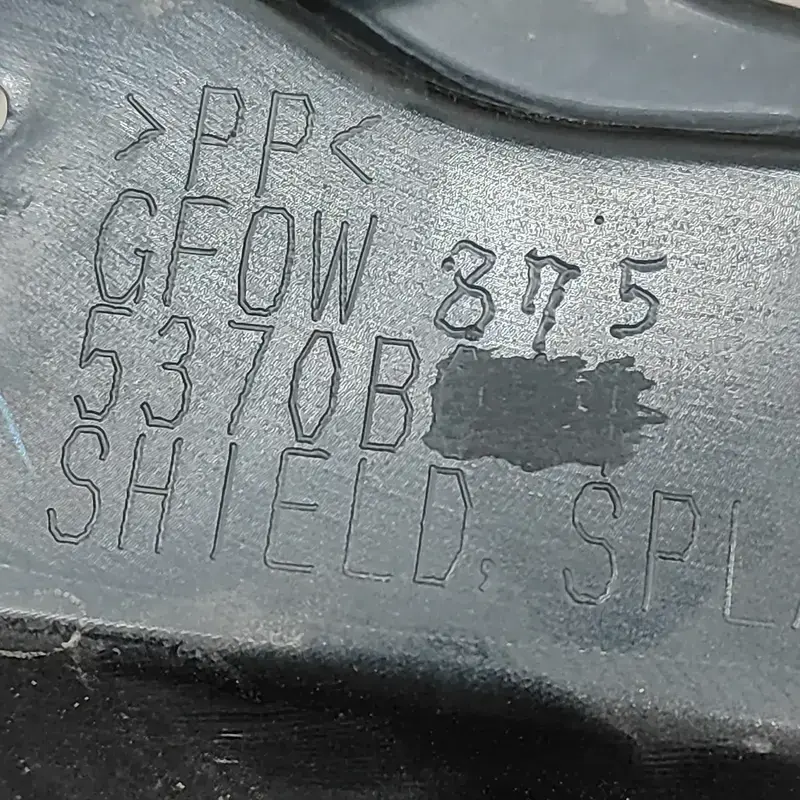 >PP<
GF0W 875
5370B
SHIELD, SPL